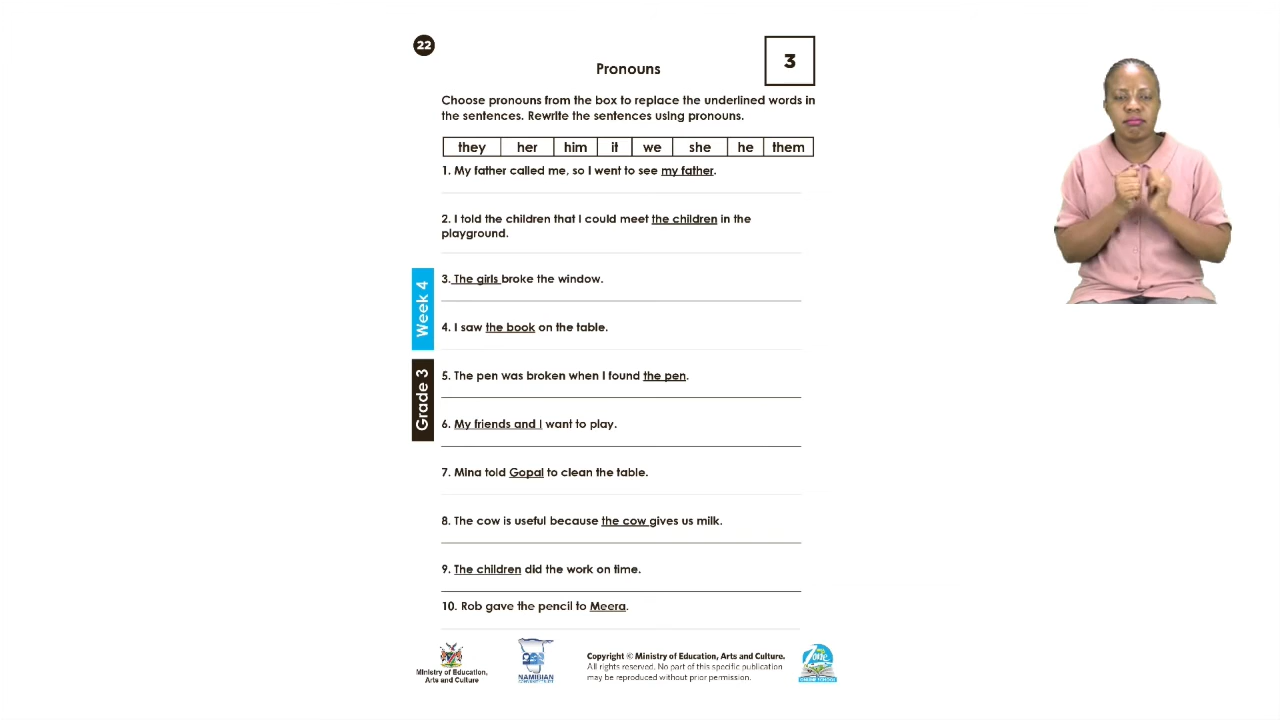 22
3
Pronouns
Choose pronouns from the box to replace the underlined words in
the sentences. Rewrite the sentences using pronouns.
they her him it we she he them
1. My father called me, so I went to see my father.
2. I told the children that I could meet the children in the
playground.
3. The girls broke the window.
4. I saw the book on the table.
5. The pen was broken when I found the pen.
6. My friends and I want to play.
7. Mina told Gopal to clean the table.
8. The cow is useful because the cow gives us milk.
9. The children did the work on time.
10. Rob gave the pencil to Meera.
Week 4
Grade 3
Ministry of Education,
Arts and Culture
NAMIBIAN
Copyright © Ministry of Education, Arts and Culture.
All rights reserved. No part of this specific publication
may be reproduced without prior permission.
Zone
ONLINE SCHOOL